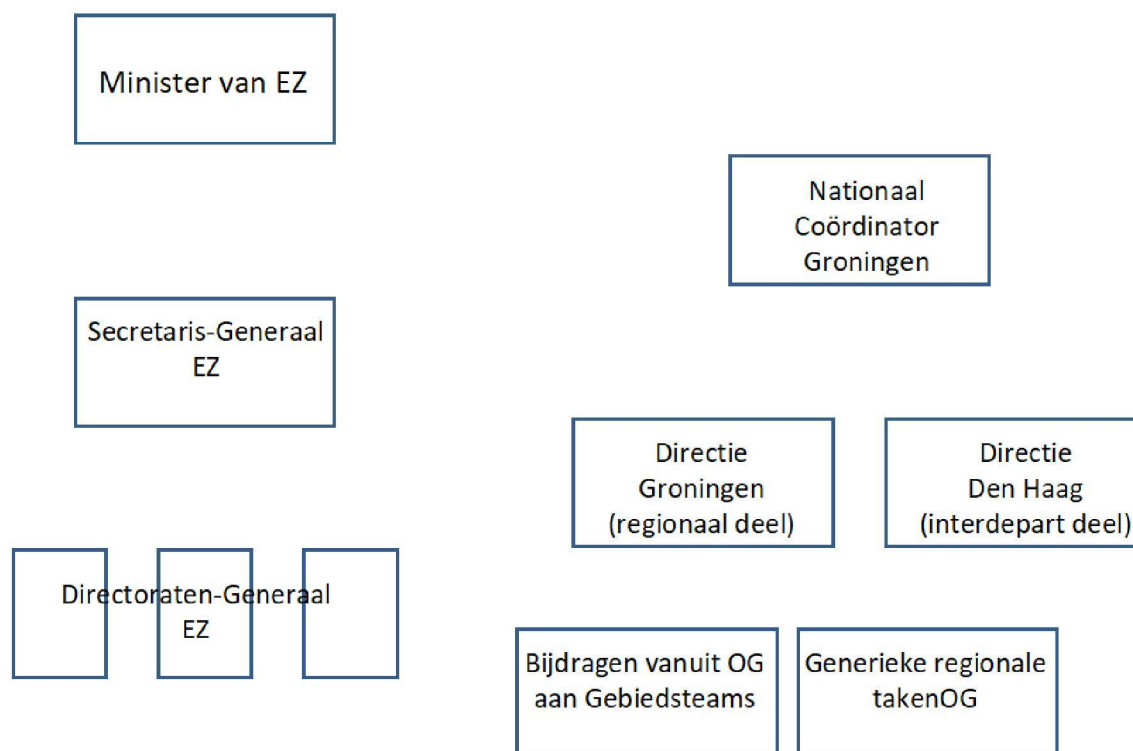 Minister van EZ
Nationaal
Coördinator
Groningen
Secretaris-Generaal
EZ
Directie
Groningen
(regionaal deel)
Directie
Den Haag
(interdepart deel)
Directoraten-Generaal
EZ
Bijdragen vanuit OG
aan Gebiedsteams
Generieke regionale
takenOG